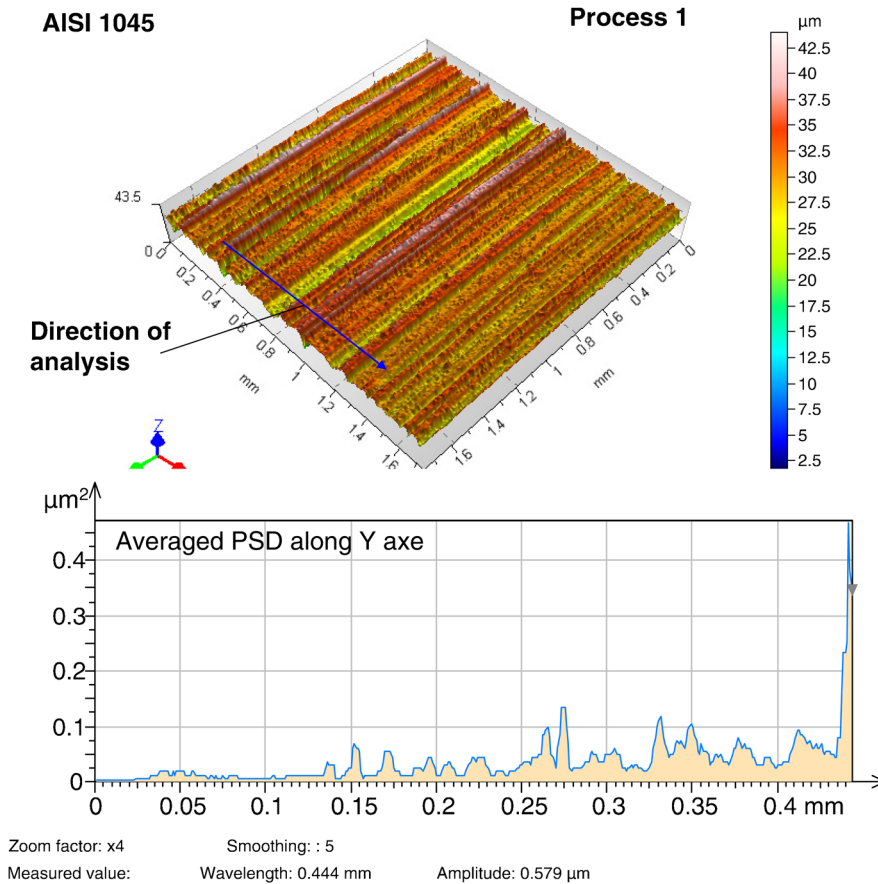 AISI 1045
Process 1
µm
42.5
40
37.5
35
32.5
30
27.5
25
22.5
20
17.5
15
12.5
10
7.5
5
2.5
43.5
0 0 0.2 0.4 0.6 0.8 1 1.2 1.4 1.6
mm
0 0.2 0.4 0.6 0.8 1 1.2 1.4 1.6
mm
Direction of
analysis
Z
µm²
Averaged PSD along Y axe
0.4
0.3
0.2
0.1
0
0 0.05 0.1 0.15 0.2 0.25 0.3 0.35 0.4 mm
Zoom factor: x4 Smoothing: : 5
Measured value: Wavelength: 0.444 mm Amplitude: 0.579 µm